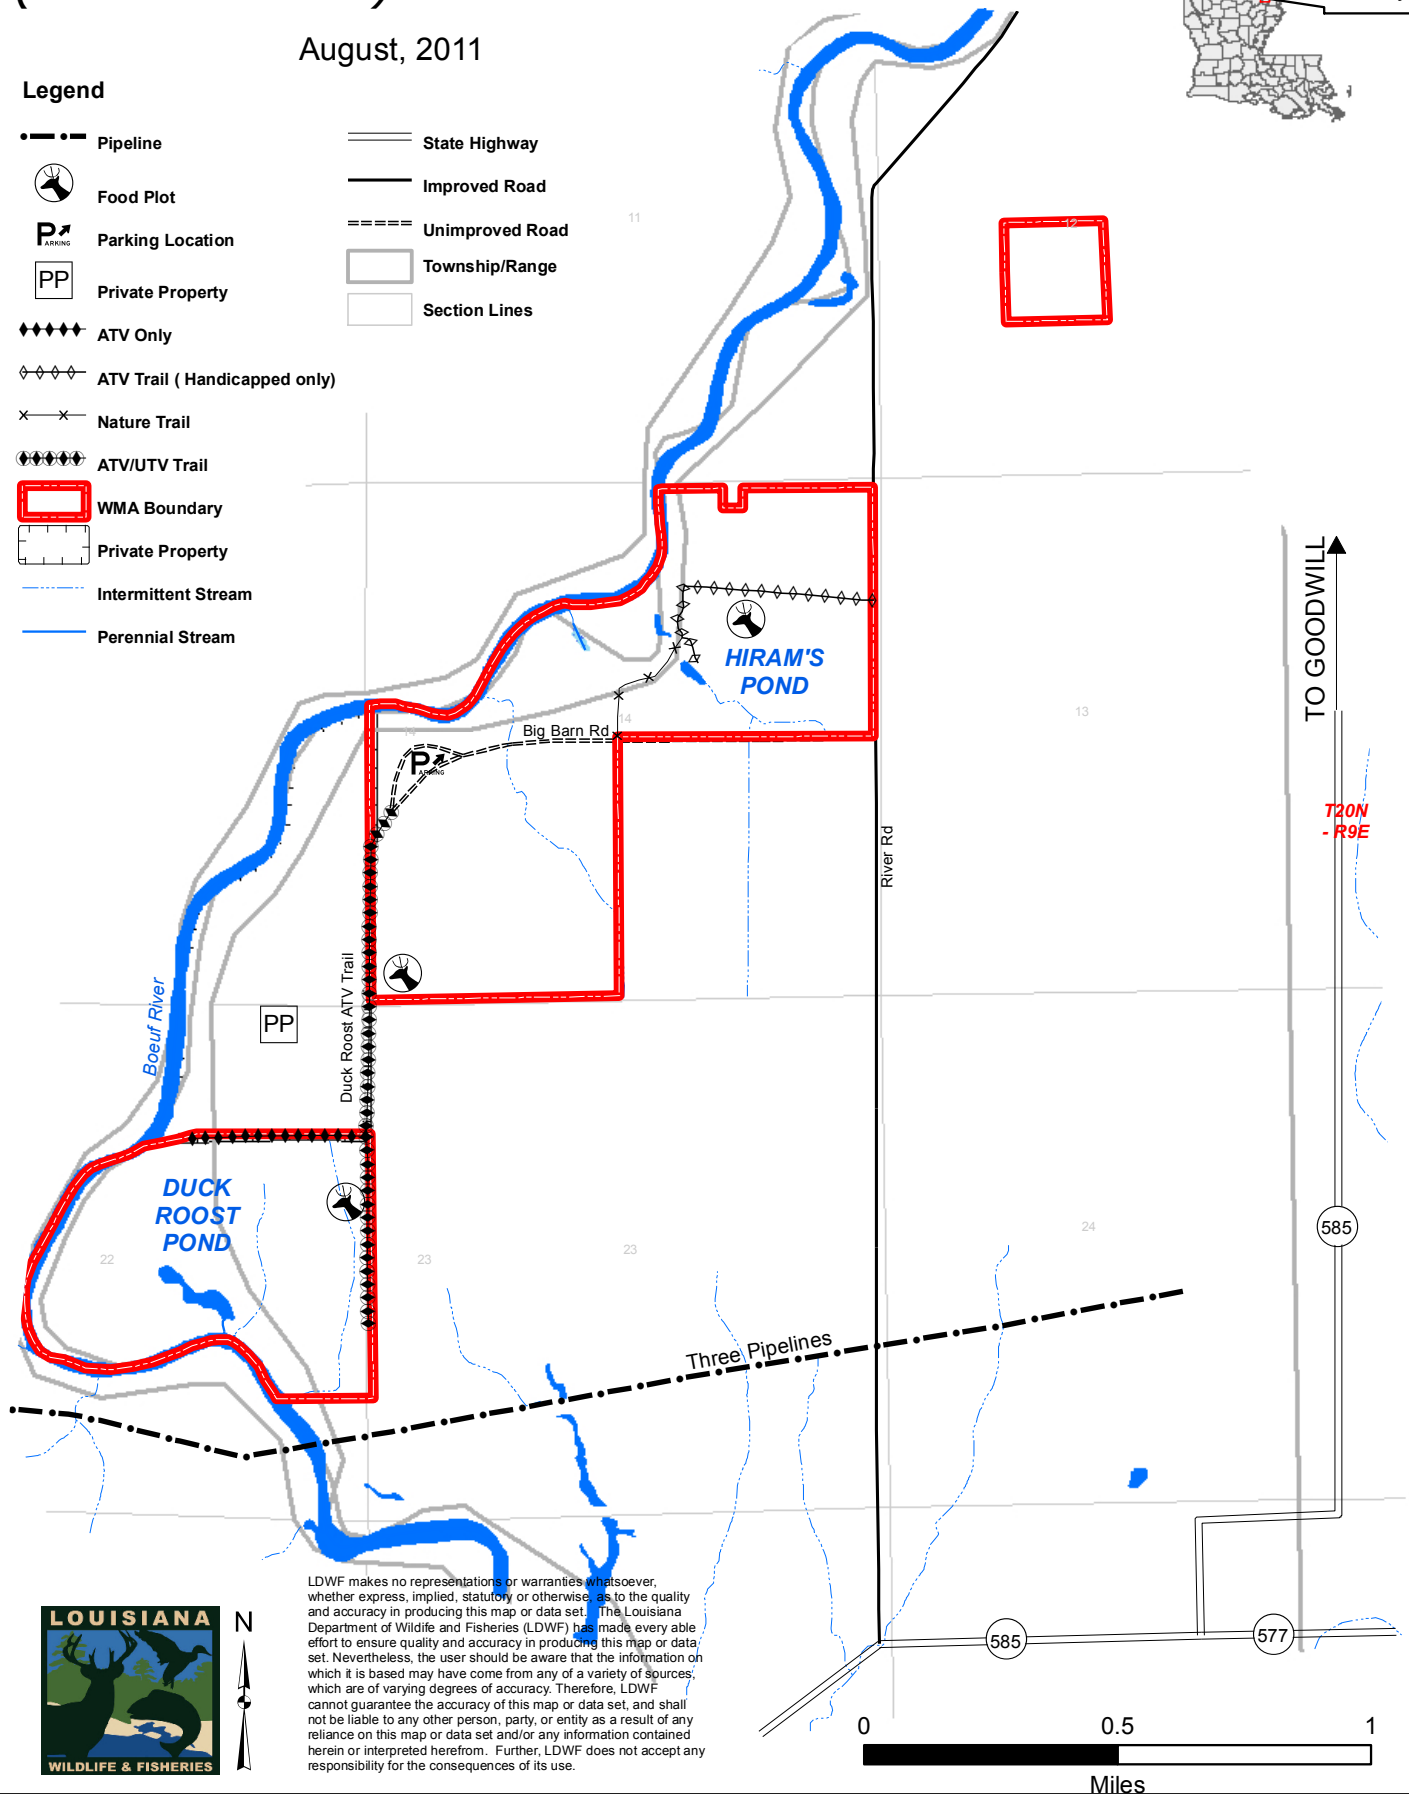 August, 2011
Legend
Pipeline
Food Plot
P
ARKING
Parking Location
PP
Private Property
ATV Only
ATV Trail ( Handicapped only)
Nature Trail
ATV/UTV Trail
WMA Boundary
Private Property
Intermittent Stream
Perennial Stream
State Highway
Improved Road
Unimproved Road
Township/Range
Section Lines
11
12
TO GOODWILL
HIRAM'S
POND
13
14
14
Big Barn Rd
P
ARKING
T20N
- R9E
River Rd
Duck Roost ATV Trail
Boeuf River
PP
DUCK
ROOST
POND
22
23
23
24
585
Three Pipelines
585
577
LOUISIANA
WILDLIFE & FISHERIES
N
LDWF makes no representations or warranties whatsoever,
whether express, implied, statutory or otherwise, as to the quality
and accuracy in producing this map or data set. The Louisiana
Department of Wildife and Fisheries (LDWF) has made every able
effort to ensure quality and accuracy in producing this map or data
set. Nevertheless, the user should be aware that the information on
which it is based may have come from any of a variety of sources,
which are of varying degrees of accuracy. Therefore, LDWF
cannot guarantee the accuracy of this map or data set, and shall
not be liable to any other person, party, or entity as a result of any
reliance on this map or data set and/or any information contained
herein or interpreted herefrom. Further, LDWF does not accept any
responsibility for the consequences of its use.
0
0.5
1
Miles